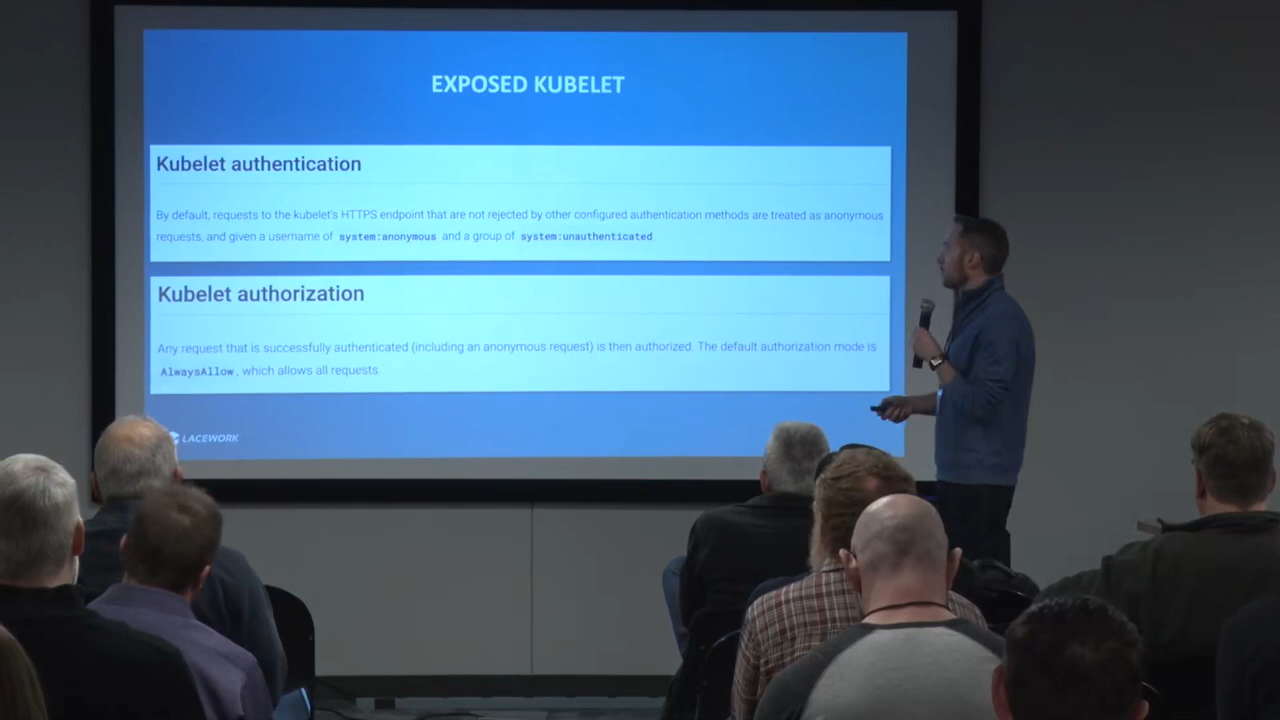 EXPOSED KUBELET
Kubelet authentication
By default, requests to the kubelet's HTTPS endpoint that are not rejected by other configured authentication methods are treated as anonymous
requests, and given a username of system:anonymous and a group of system:unauthenticated
Kubelet authorization
Any request that is successfully authenticated (including an anonymous request) is then authorized. The default authorization mode is
AlwaysAllow, which allows all requests.
LACEWORK